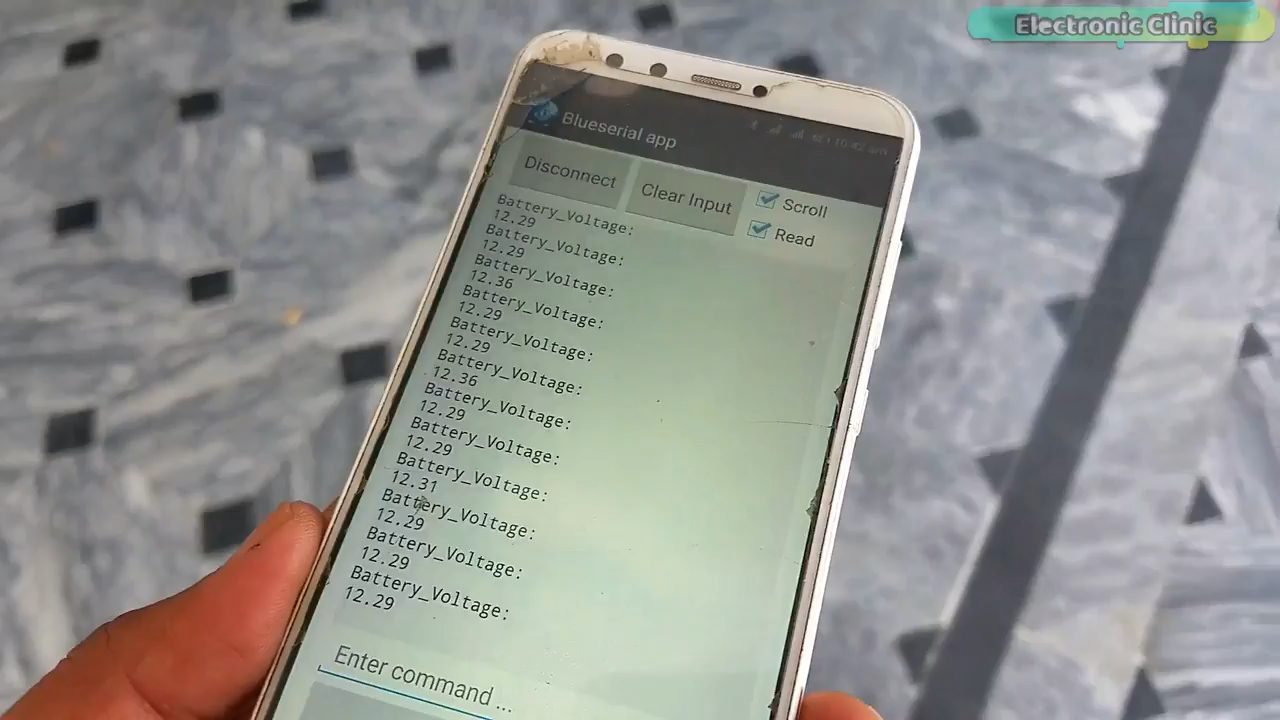 Electronic Clinic
Blueserial app
Disconnect
Clear Input
Scroll
Read
Battery_Voltage:
12.29
Battery_Voltage:
12.29
Battery_Voltage:
12.36
Battery_Voltage:
12.29
Battery_Voltage:
12.29
Battery_Voltage:
12.36
Battery_Voltage:
12.29
Battery_Voltage:
12.29
Battery_Voltage:
12.31
Battery_Voltage:
12.29
Battery_Voltage:
12.29
Battery_Voltage:
12.29
Enter command ...